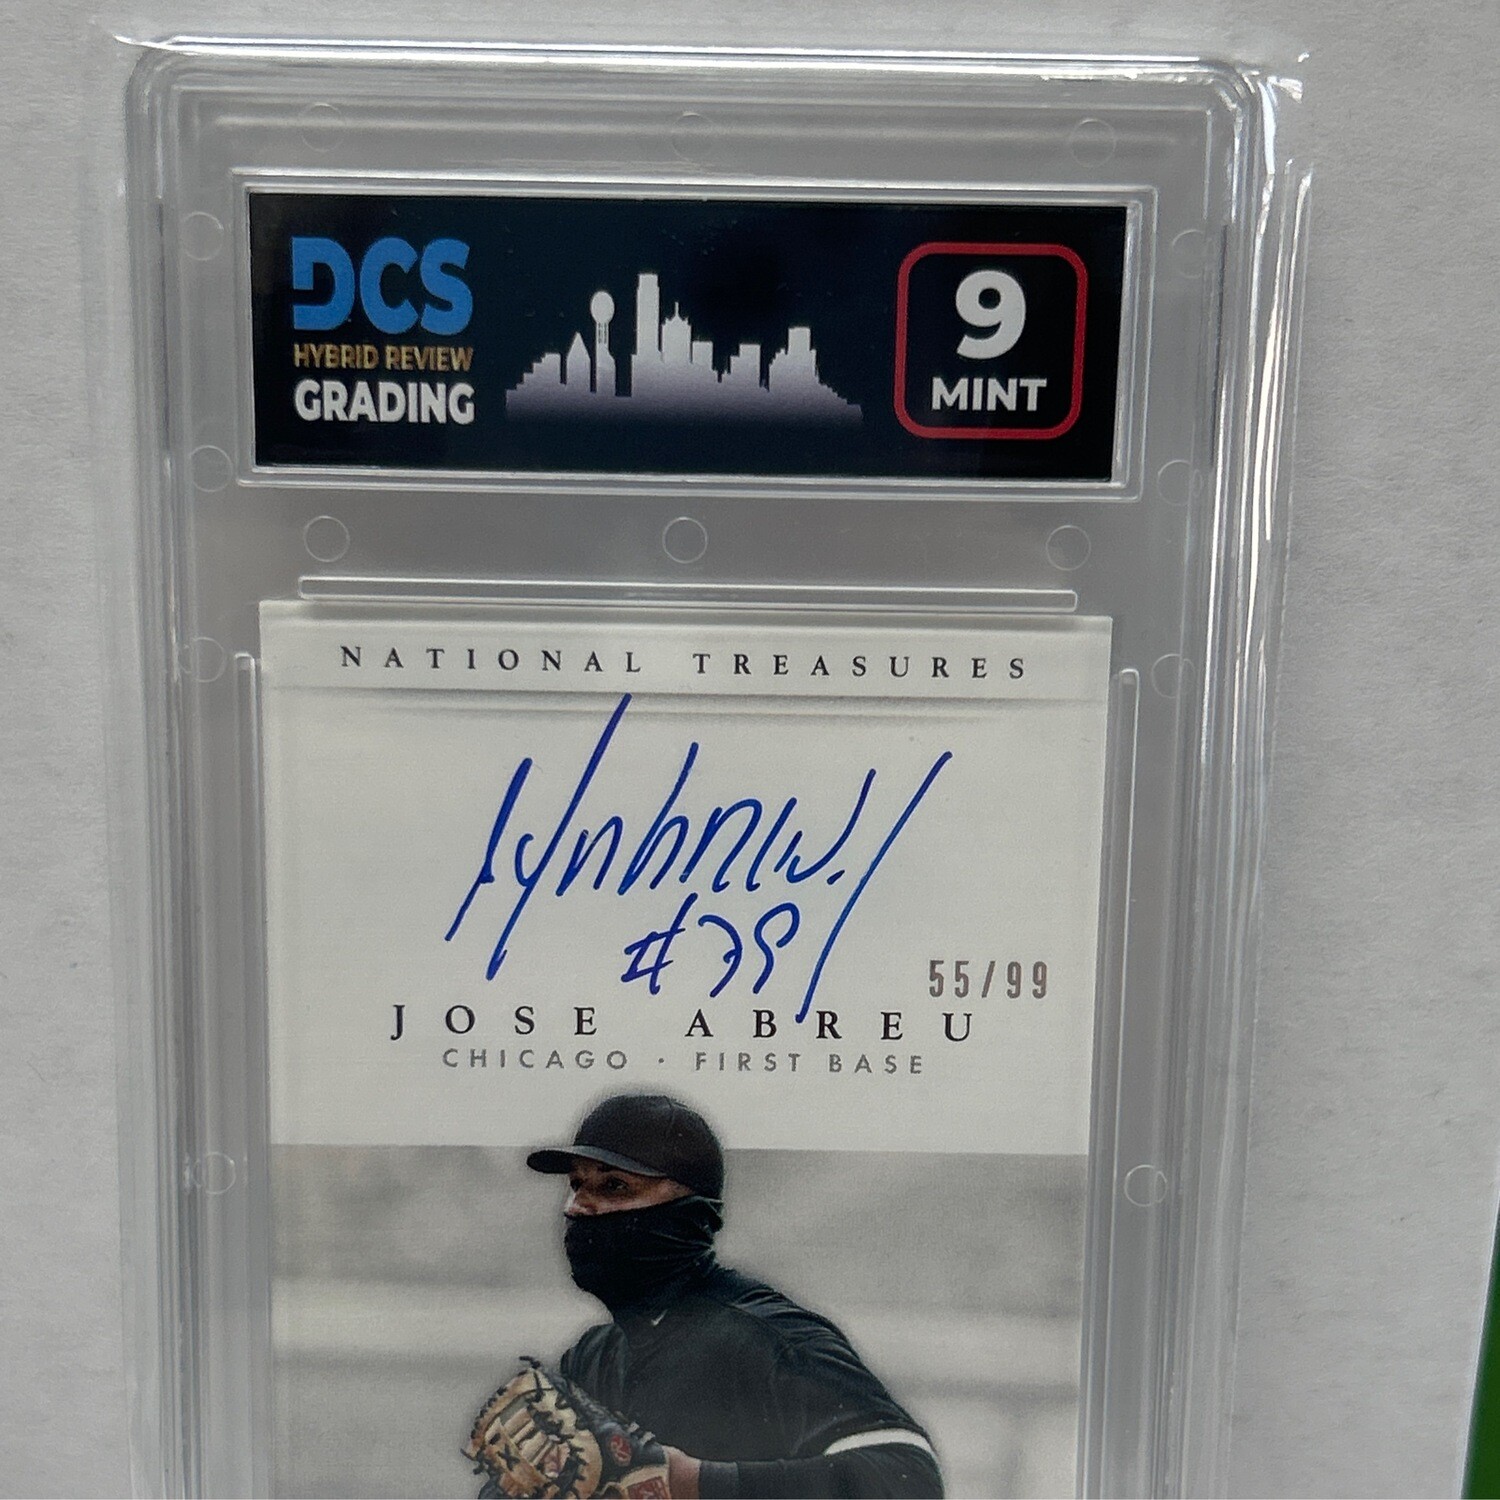 DCS
HYBRID REVIEW
GRADING
9
MINT
NATIONAL TREASURES
#79
55/99
JOSE ABREU
CHICAGO · FIRST BASE